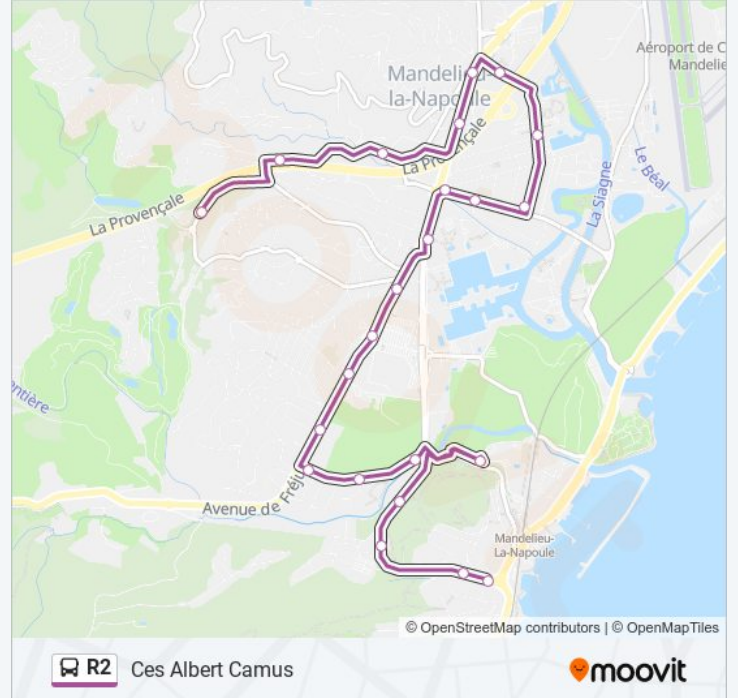 Aéroport de C
Mandelie
Mandelieu-
la-Napoule
La Provençale
La Siagne
Le Béal
La Provençale
entière
Avenue de Fréju
Mandelieu-
La-Napoule
© OpenStreetMap contributors | © OpenMapTiles
R2 Ces Albert Camus
moovit